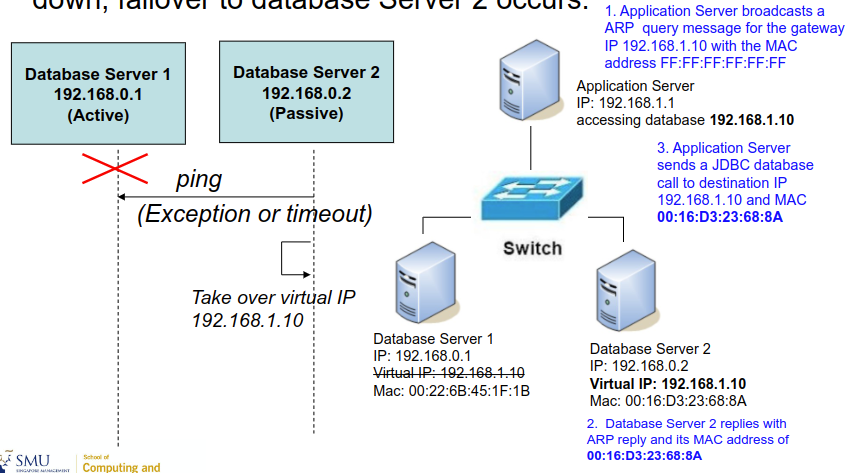 down, failover to database Server 2 occurs.
Database Server 1
192.168.0.1
(Active)
Database Server 2
192.168.0.2
(Passive)
ping
(Exception or timeout)
Take over virtual IP
192.168.1.10
1. Application Server broadcasts a
ARP query message for the gateway
IP 192.168.1.10 with the MAC
address FF:FF:FF:FF:FF:FF
Application Server
IP: 192.168.1.1
accessing database 192.168.1.10
3. Application Server
sends a JDBC database
call to destination IP
192.168.1.10 and MAC
00:16:D3:23:68:8A
Switch
Database Server 1
IP: 192.168.0.1
Virtual IP: 192.168.1.10
Mac: 00:22:6B:45:1F:1B
Database Server 2
IP: 192.168.0.2
Virtual IP: 192.168.1.10
Mac: 00:16:D3:23:68:8A
2. Database Server 2 replies with
ARP reply and its MAC address of
00:16:D3:23:68:8A
SMU
SINGAPORE MANAGEMENT
School of
Computing and